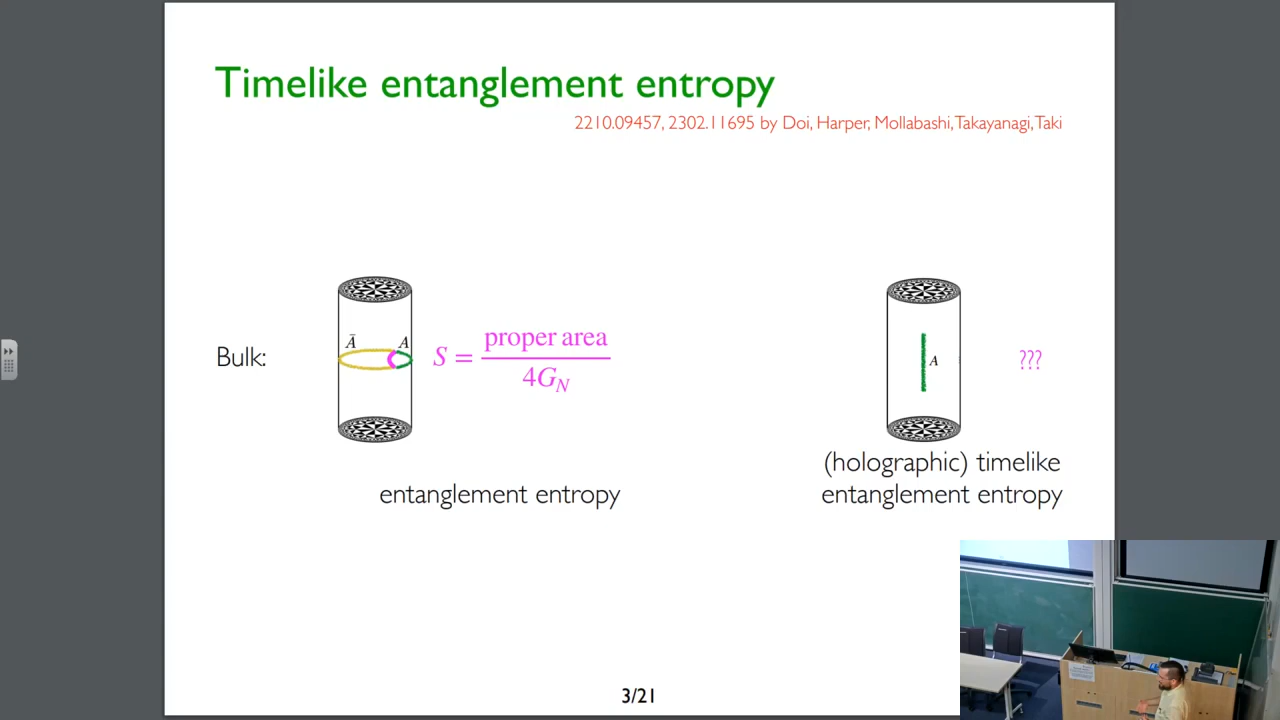 Timelike entanglement entropy
2210.09457, 2302.11695 by Doi, Harper, Mollabashi, Takayanagi, Taki
Bulk:
Ā
A
S = proper area / 4G_N
A
???
entanglement entropy
(holographic) timelike
entanglement entropy
3/21